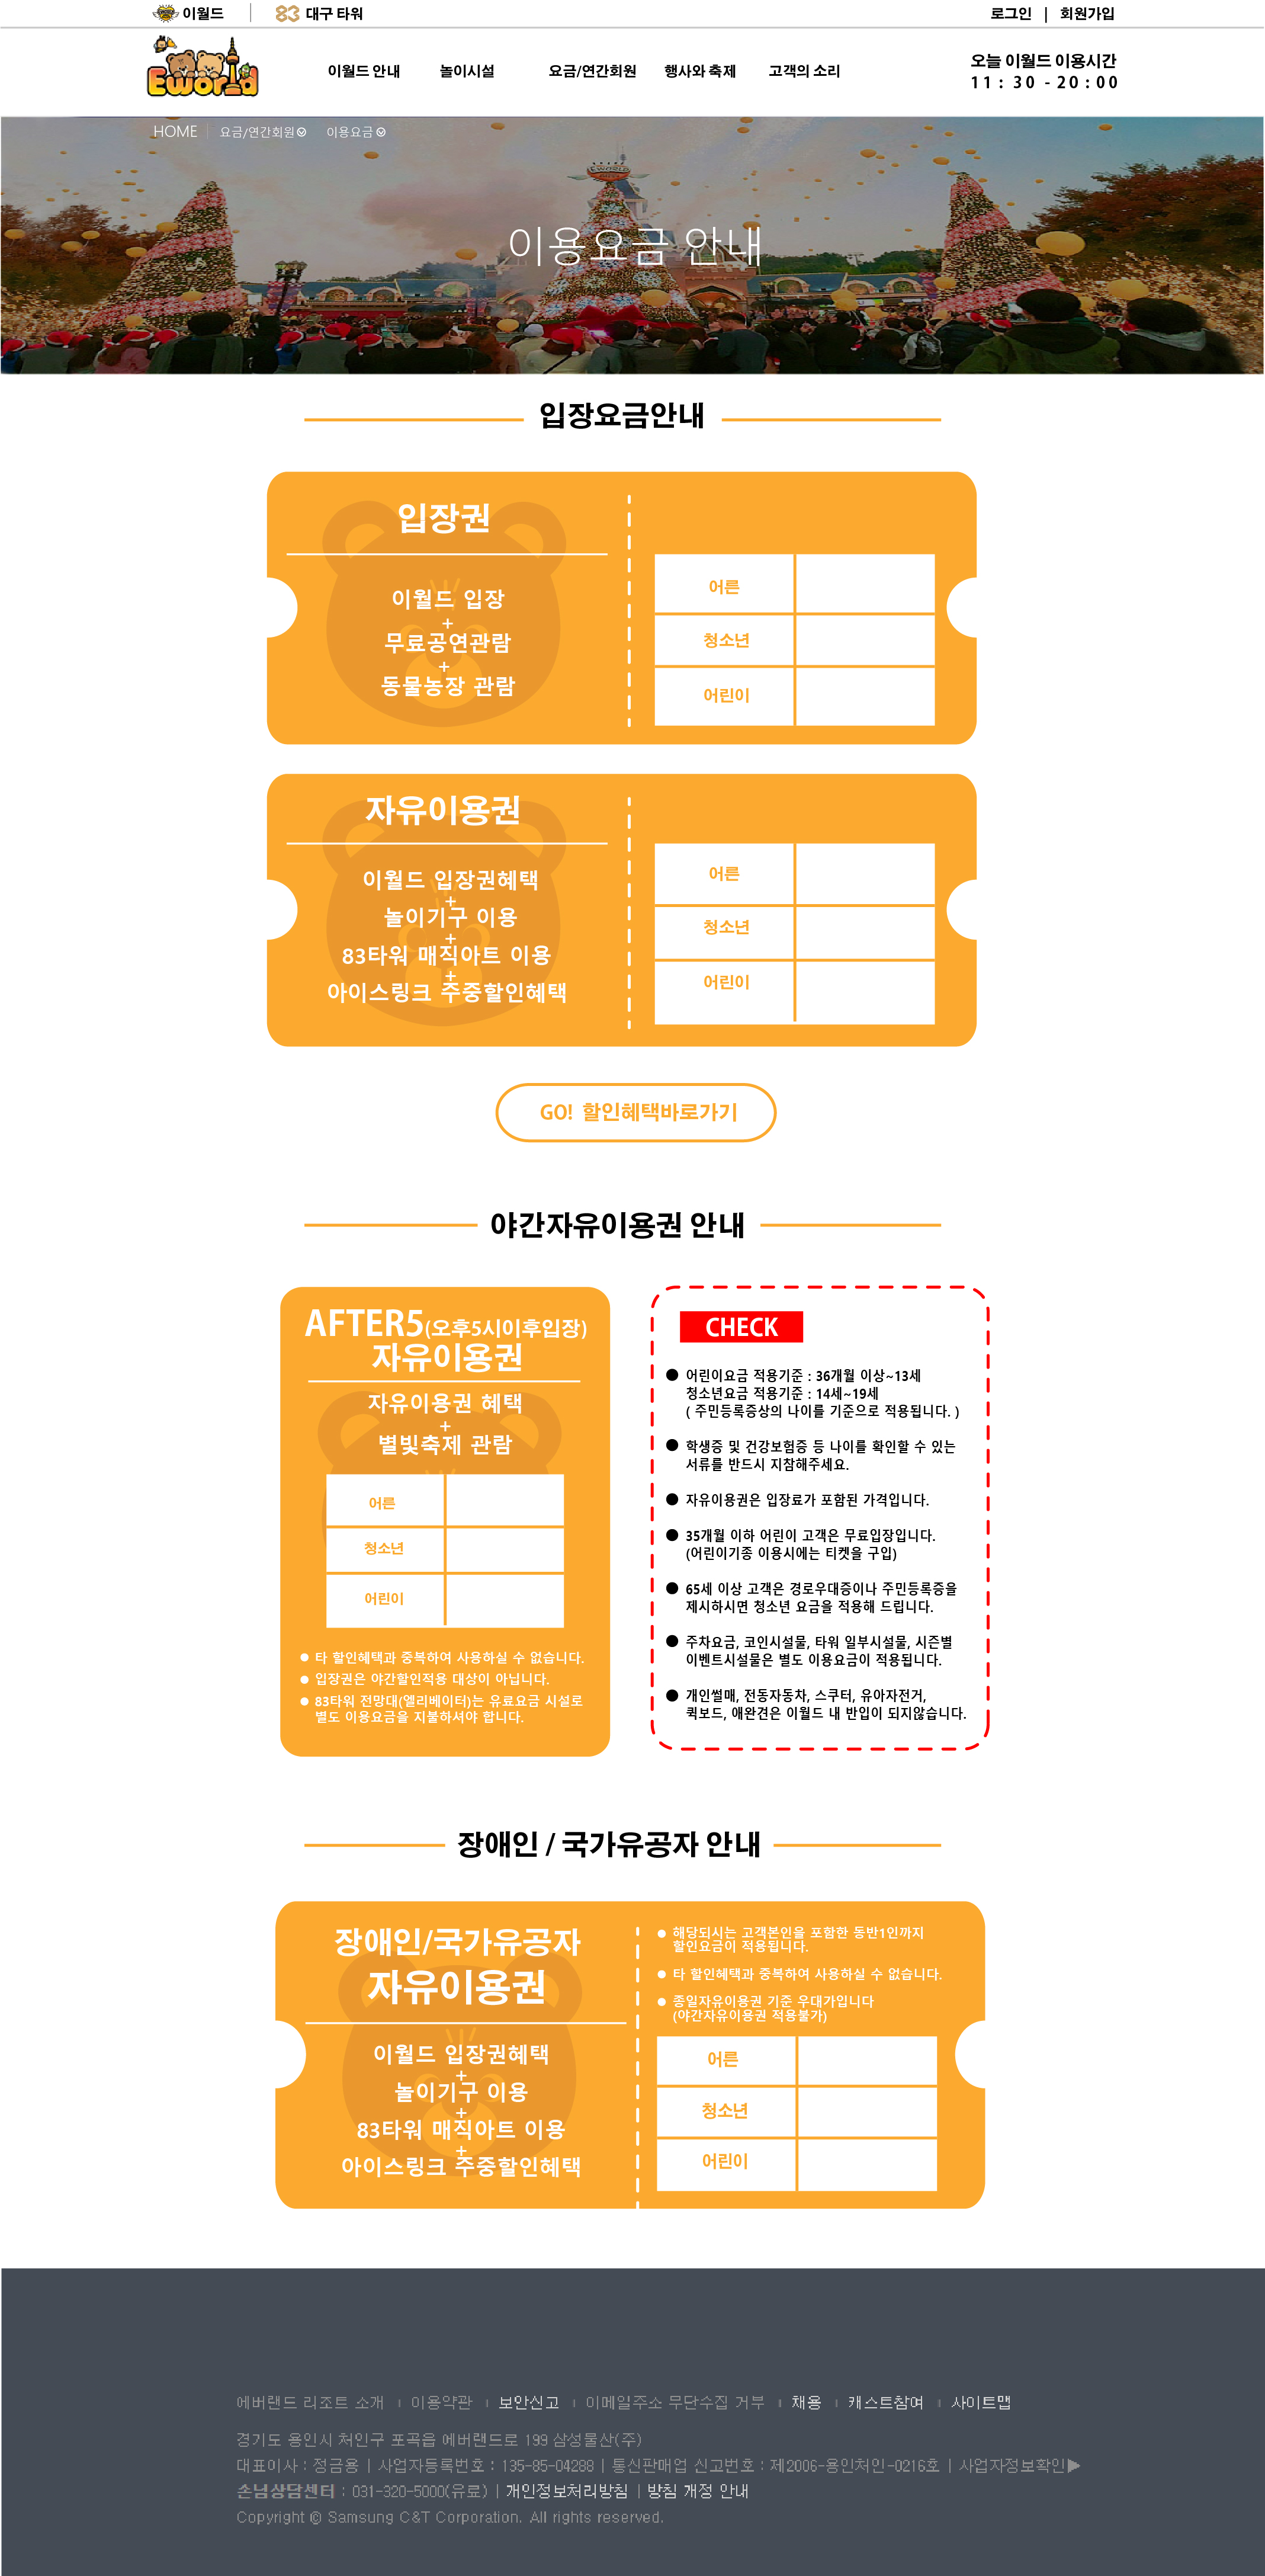 이월드 83 대구 타워 로그인 | 회원가입
Eworld
이월드 안내 놀이시설 요금/연간회원 행사와 축제 고객의 소리
오늘 이월드 이용시간
11 : 30 - 20 : 00
HOME 요금/연간회원 이용요금
EWORLD
이용요금 안내
입장요금안내
입장권
이월드 입장
+
무료공연관람
+
동물농장 관람
어른
청소년
어린이
자유이용권
이월드 입장권혜택
+
놀이기구 이용
+
83타워 매직아트 이용
+
아이스링크 주중할인혜택
어른
청소년
어린이
GO! 할인혜택바로가기
야간자유이용권 안내
AFTER5(오후5시이후입장)
자유이용권
자유이용권 혜택
+
별빛축제 관람
어른
청소년
어린이
● 타 할인혜택과 중복하여 사용하실 수 없습니다.
● 입장권은 야간할인적용 대상이 아닙니다.
● 83타워 전망대(엘리베이터)는 유료요금 시설로
별도 이용요금을 지불하셔야 합니다.
CHECK
● 어린이요금 적용기준 : 36개월 이상~13세
청소년요금 적용기준 : 14세~19세
( 주민등록증상의 나이를 기준으로 적용됩니다. )
● 학생증 및 건강보험증 등 나이를 확인할 수 있는
서류를 반드시 지참해주세요.
● 자유이용권은 입장료가 포함된 가격입니다.
● 35개월 이하 어린이 고객은 무료입장입니다.
(어린이기종 이용시에는 티켓을 구입)
● 65세 이상 고객은 경로우대증이나 주민등록증을
제시하시면 청소년 요금을 적용해 드립니다.
● 주차요금, 코인시설물, 타워 일부시설물, 시즌별
이벤트시설물은 별도 이용요금이 적용됩니다.
● 개인썰매, 전동자동차, 스쿠터, 유아자전거,
퀵보드, 애완견은 이월드 내 반입이 되지않습니다.
장애인 / 국가유공자 안내
장애인/국가유공자
자유이용권
이월드 입장권혜택
+
놀이기구 이용
+
83타워 매직아트 이용
+
아이스링크 주중할인혜택
● 해당되시는 고객본인을 포함한 동반1인까지
할인요금이 적용됩니다.
● 타 할인혜택과 중복하여 사용하실 수 없습니다.
● 종일자유이용권 기준 우대가입니다
(야간자유이용권 적용불가)
어른
청소년
어린이
에버랜드 리조트 소개 | 이용약관 | 보안신고 | 이메일주소 무단수집 거부 | 채용 | 캐스트참여 | 사이트맵
경기도 용인시 처인구 포곡읍 에버랜드로 199 삼성물산(주)
대표이사 : 정금용 | 사업자등록번호 : 135-85-04288 | 통신판매업 신고번호 : 제2006-용인처인-0216호 | 사업자정보확인▶
손님상담센터 : 031-320-5000(유료) | 개인정보처리방침 | 방침 개정 안내
Copyright © Samsung C&T Corporation. All rights reserved.